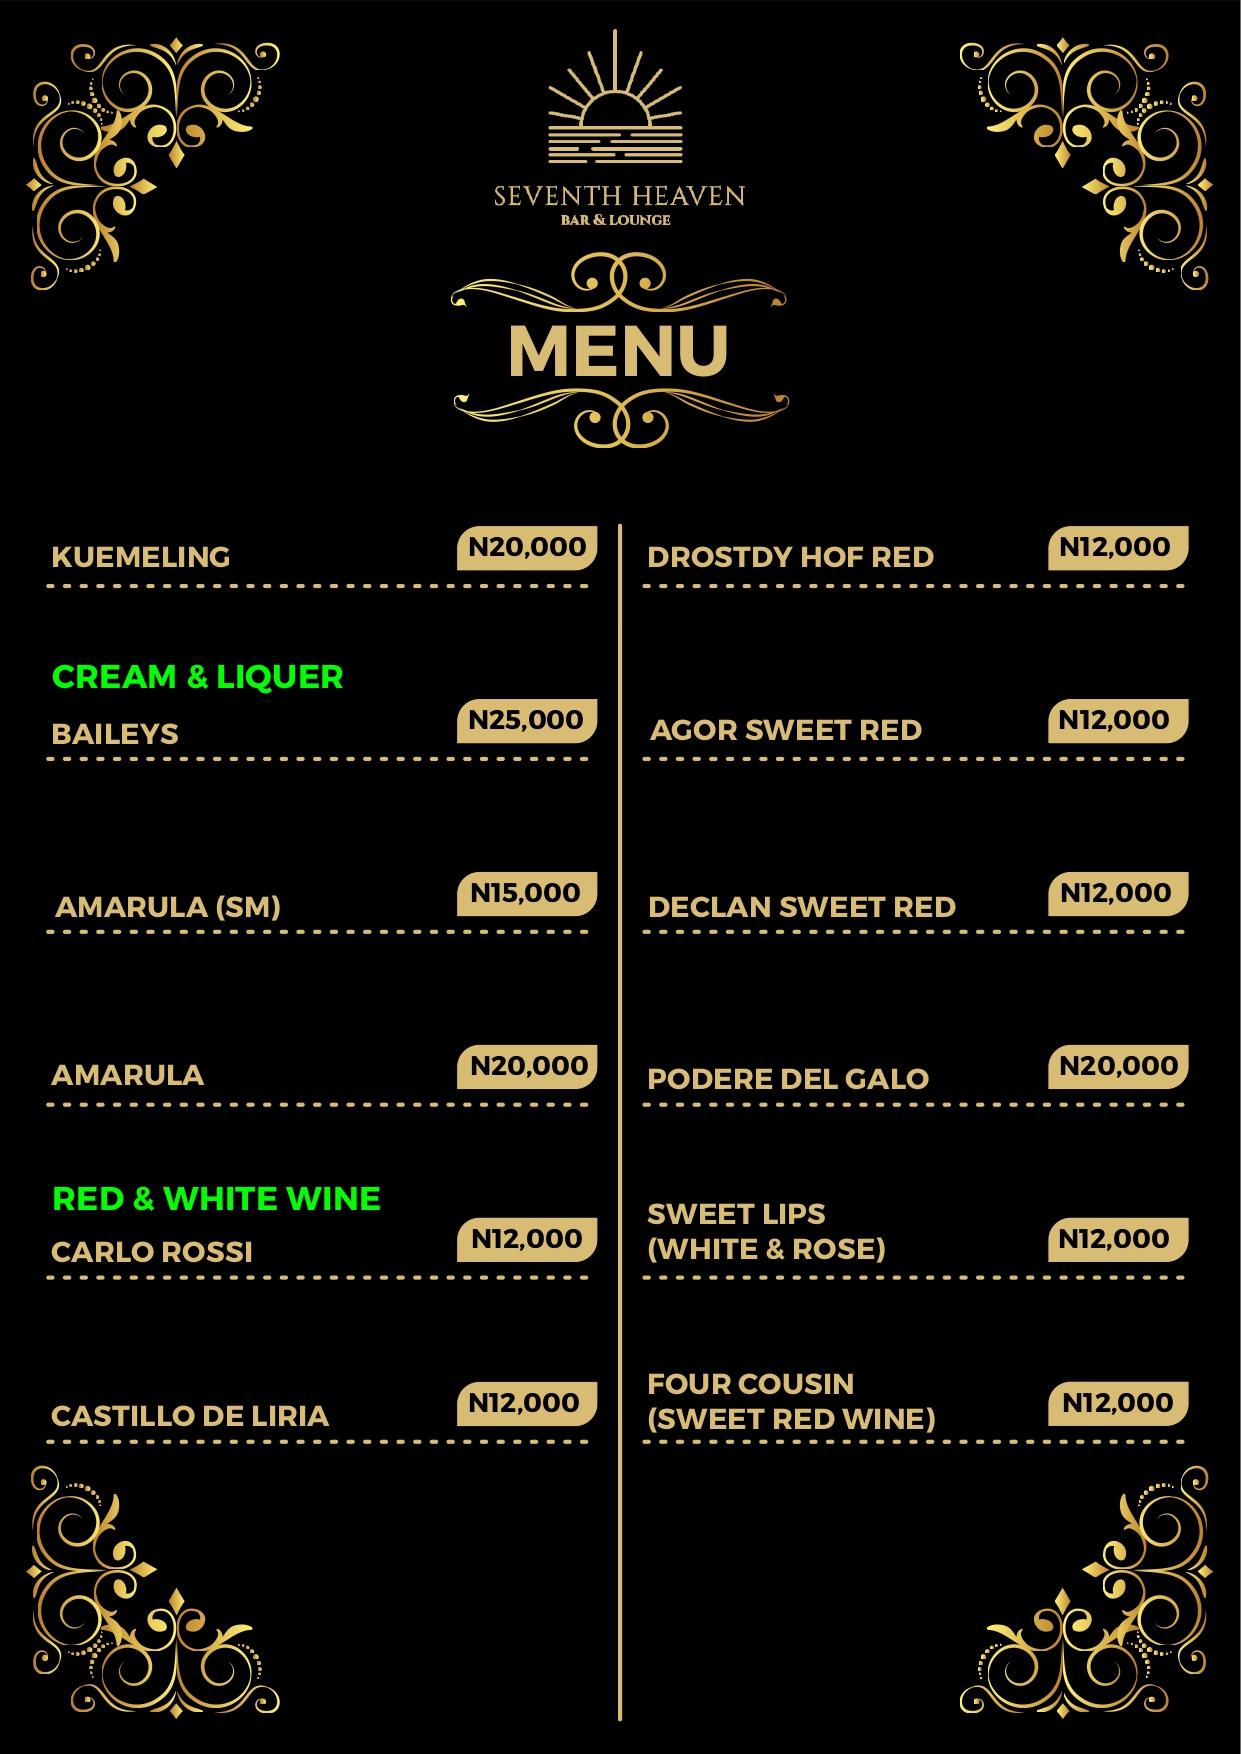 SEVENTH HEAVEN
BAR & LOUNGE
MENU
KUEMELING N20,000
CREAM & LIQUER
BAILEYS N25,000
AMARULA (SM) N15,000
AMARULA N20,000
RED & WHITE WINE
CARLO ROSSI N12,000
CASTILLO DE LIRIA N12,000
DROSTDY HOF RED N12,000
AGOR SWEET RED N12,000
DECLAN SWEET RED N12,000
PODERE DEL GALO N20,000
SWEET LIPS
(WHITE & ROSE) N12,000
FOUR COUSIN
(SWEET RED WINE) N12,000